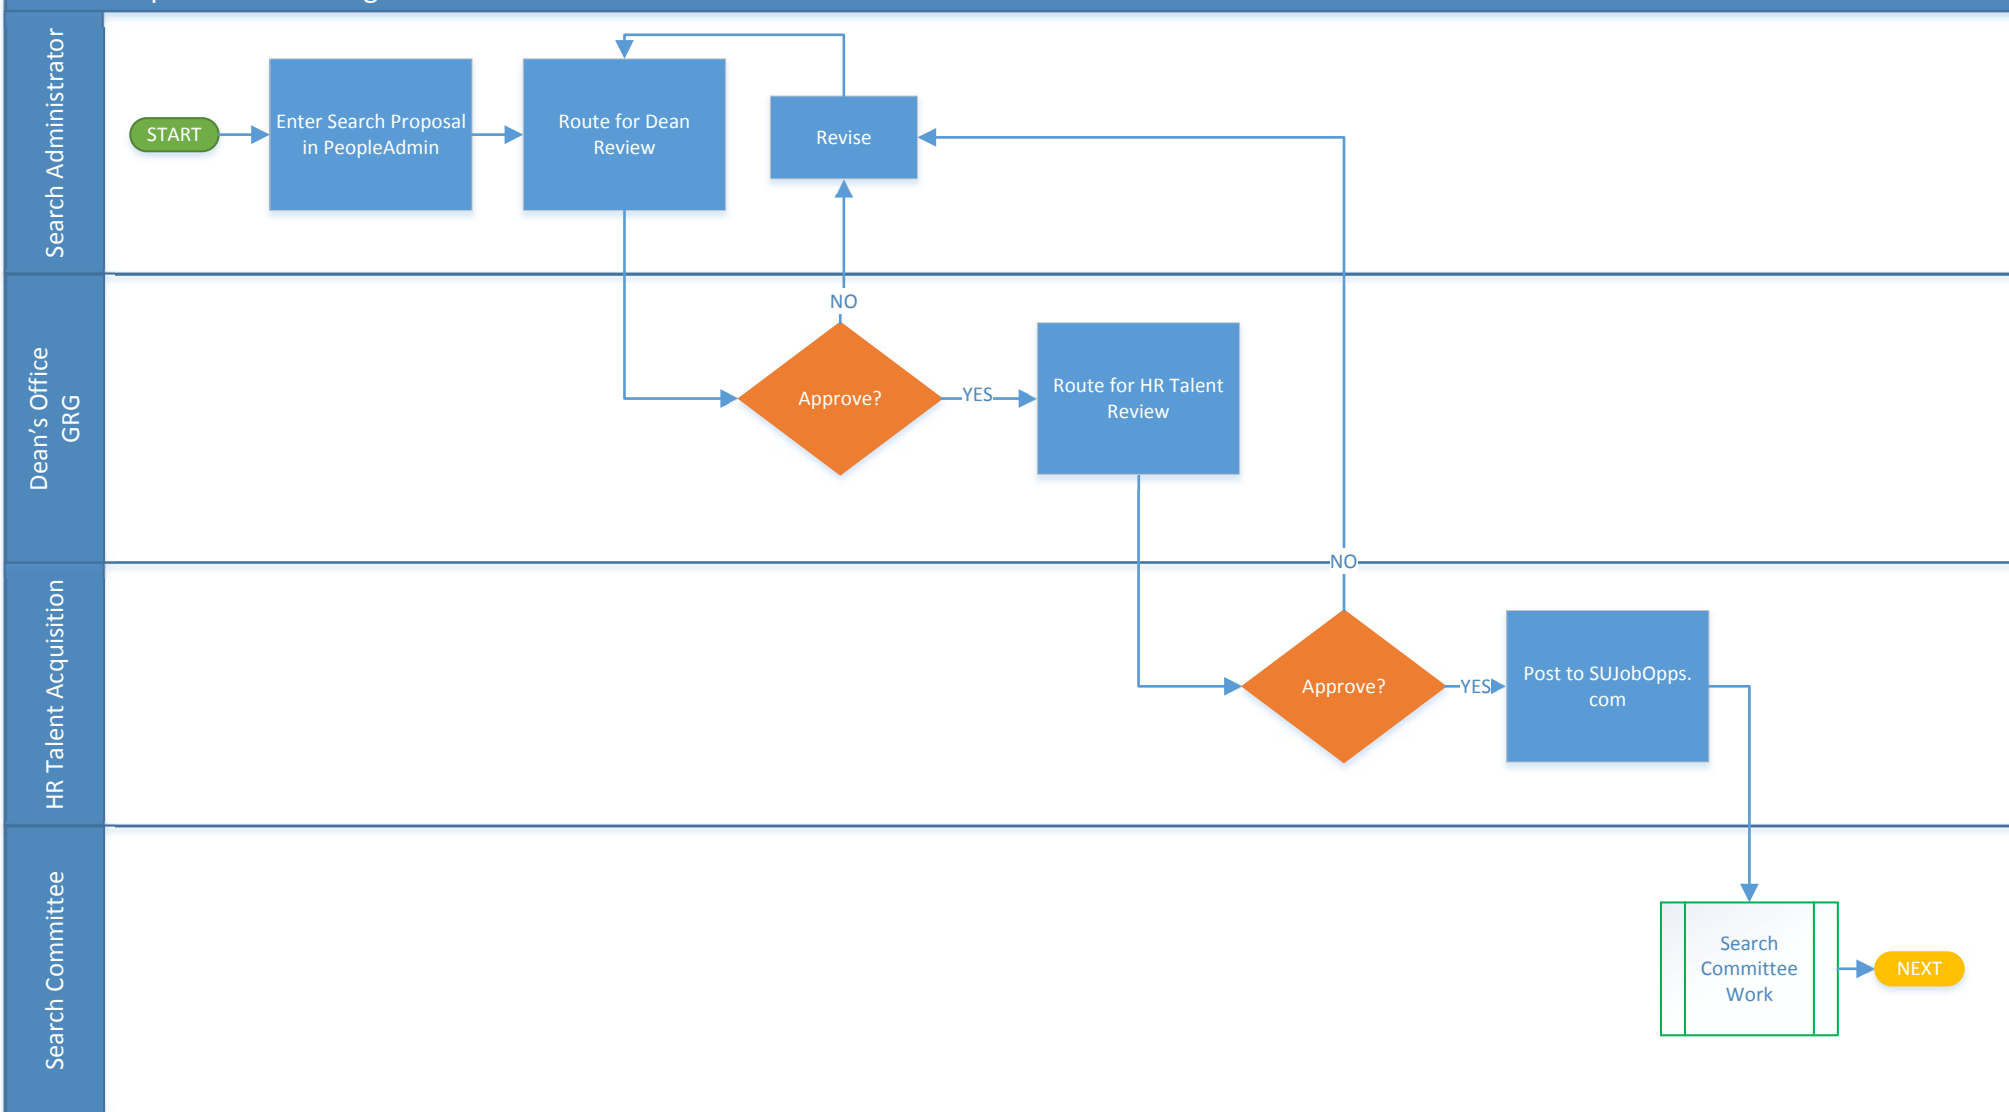 Search Administrator
START
Enter Search Proposal
in PeopleAdmin
Route for Dean
Review
Revise
Dean's Office
GRG
NO
Approve?
YES
Route for HR Talent
Review
HR Talent Acquisition
NO
Approve?
YES
Post to SUJobOpps.
com
Search Committee
Search
Committee
Work
NEXT